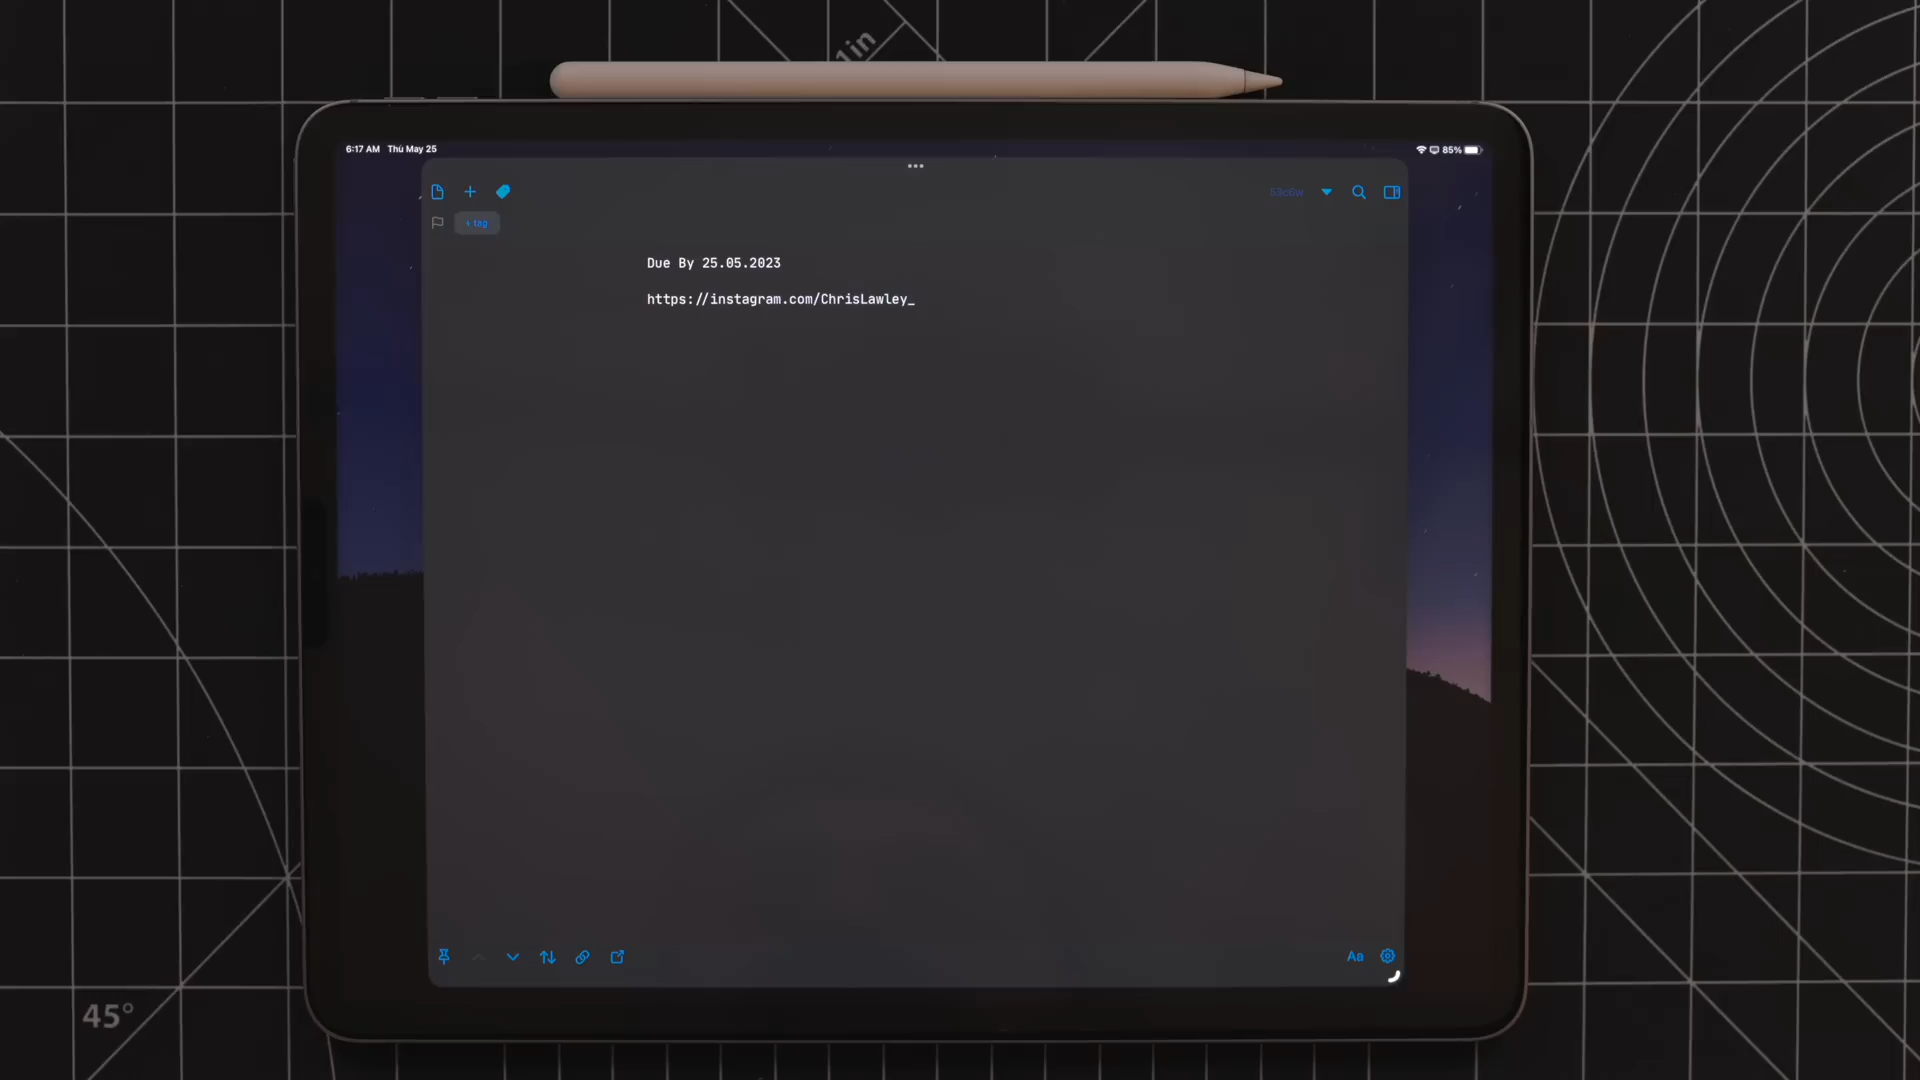 1in
6:17 AM Thu May 25
85%
+ tag
Due By 25.05.2023
https://instagram.com/ChrisLawley_
Aa
45°